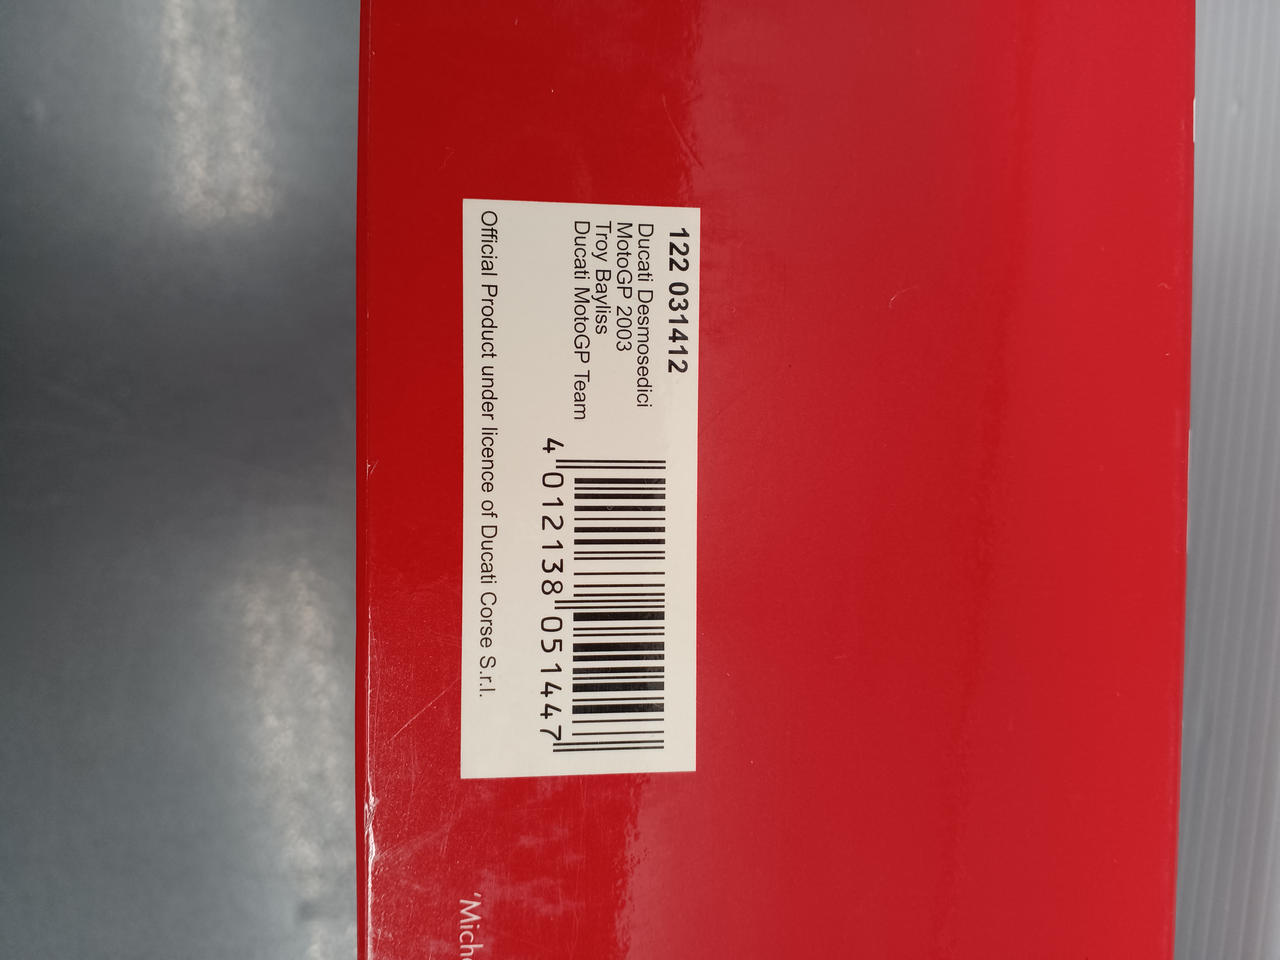 122 031412
Ducati Desmosedici
MotoGP 2003
Troy Bayliss
Ducati MotoGP Team
4 012138 051447
Official Product under licence of Ducati Corse S.r.l.